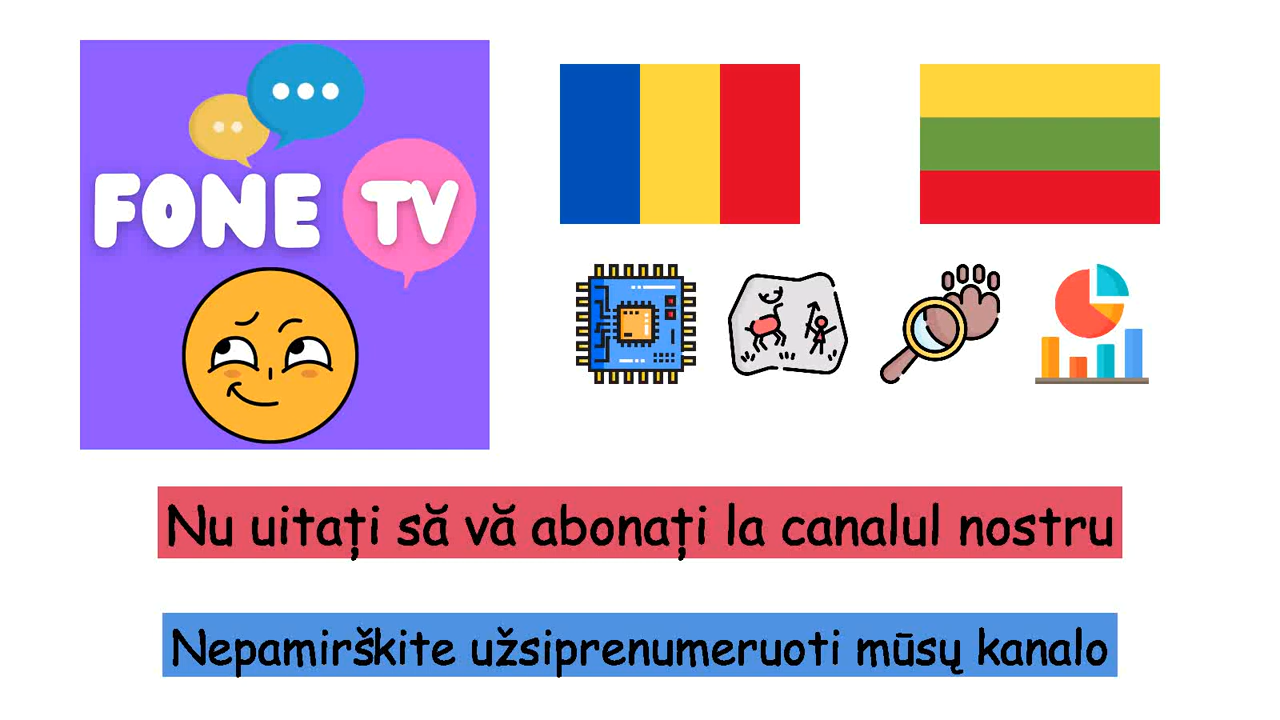 FONE TV
Nu uitați să vă abonați la canalul nostru
Nepamirškite užsiprenumeruoti mūsų kanalo